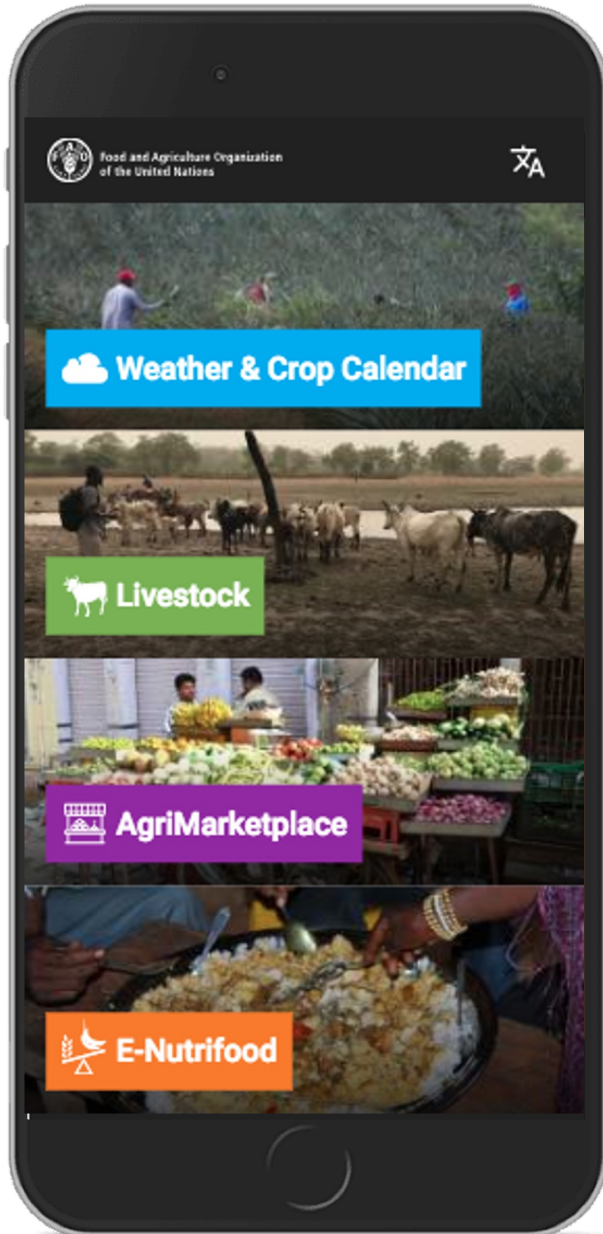 Food and Agriculture Organization
of the United Nations
Weather & Crop Calendar
Livestock
AgriMarketplace
E-Nutrifood